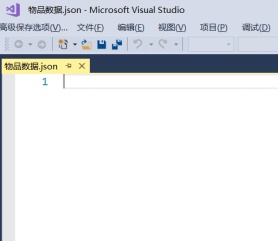 物品数据.json - Microsoft Visual Studio
高级保存选项(V)... 文件(F) 编辑(E) 视图(V) 项目(P) 调试(D)
物品数据.json
1